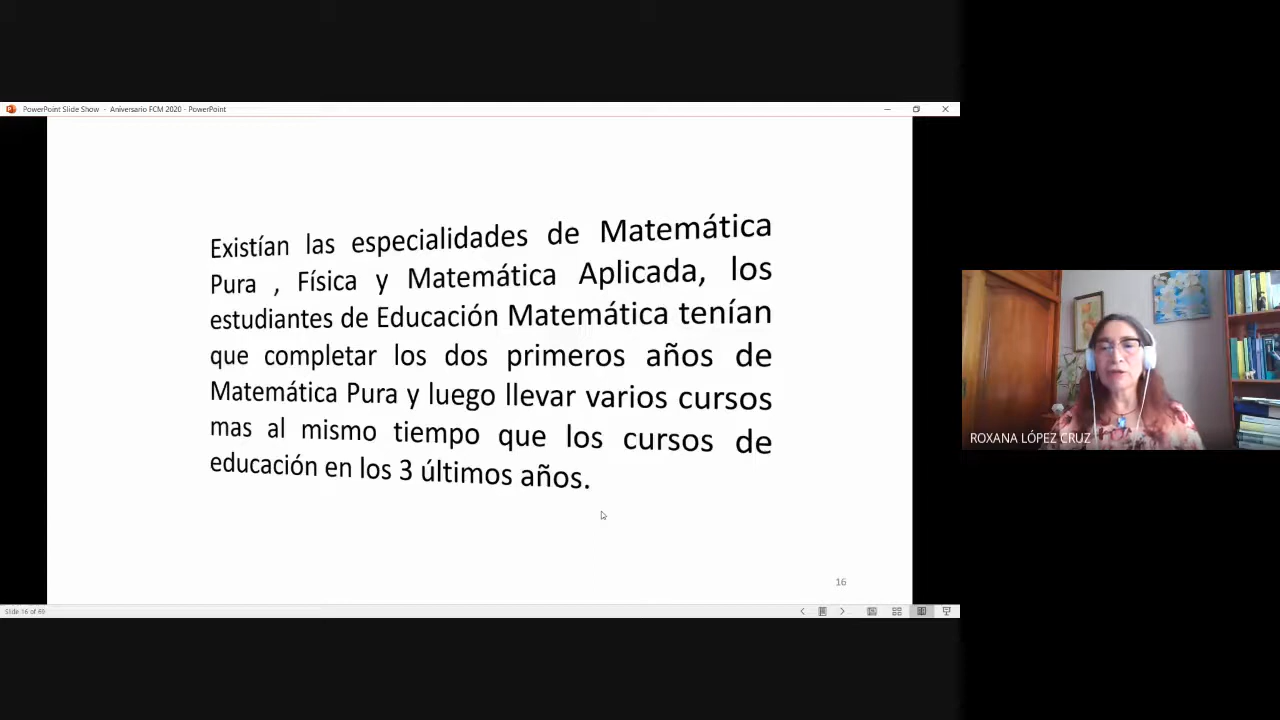 PowerPoint Slide Show - Aniversario FCM 2020 - PowerPoint
Existían las especialidades de Matemática
Pura , Física y Matemática Aplicada, los
estudiantes de Educación Matemática tenían
que completar los dos primeros años de
Matemática Pura y luego llevar varios cursos
mas al mismo tiempo que los cursos de
educación en los 3 últimos años.
16
ROXANA LÓPEZ CRUZ